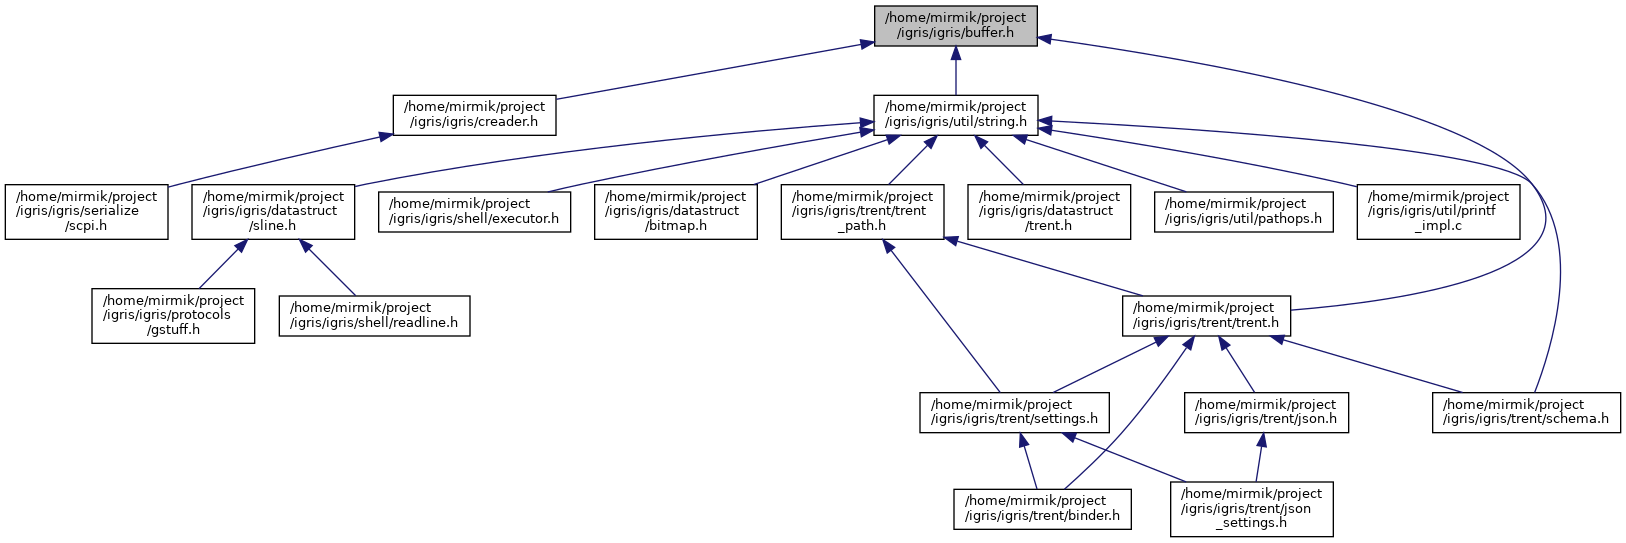 /home/mirmik/project
/igris/igris/buffer.h
/home/mirmik/project
/igris/igris/creader.h
/home/mirmik/project
/igris/igris/util/string.h
/home/mirmik/project
/igris/igris/serialize
/scpi.h
/home/mirmik/project
/igris/igris/datastruct
/sline.h
/home/mirmik/project
/igris/igris/shell/executor.h
/home/mirmik/project
/igris/igris/datastruct
/bitmap.h
/home/mirmik/project
/igris/igris/trent/trent
_path.h
/home/mirmik/project
/igris/igris/datastruct
/trent.h
/home/mirmik/project
/igris/igris/util/pathops.h
/home/mirmik/project
/igris/igris/util/printf
_impl.c
/home/mirmik/project
/igris/igris/protocols
/gstuff.h
/home/mirmik/project
/igris/igris/shell/readline.h
/home/mirmik/project
/igris/igris/trent/trent.h
/home/mirmik/project
/igris/igris/trent/settings.h
/home/mirmik/project
/igris/igris/trent/json.h
/home/mirmik/project
/igris/igris/trent/schema.h
/home/mirmik/project
/igris/igris/trent/binder.h
/home/mirmik/project
/igris/igris/trent/json
_settings.h